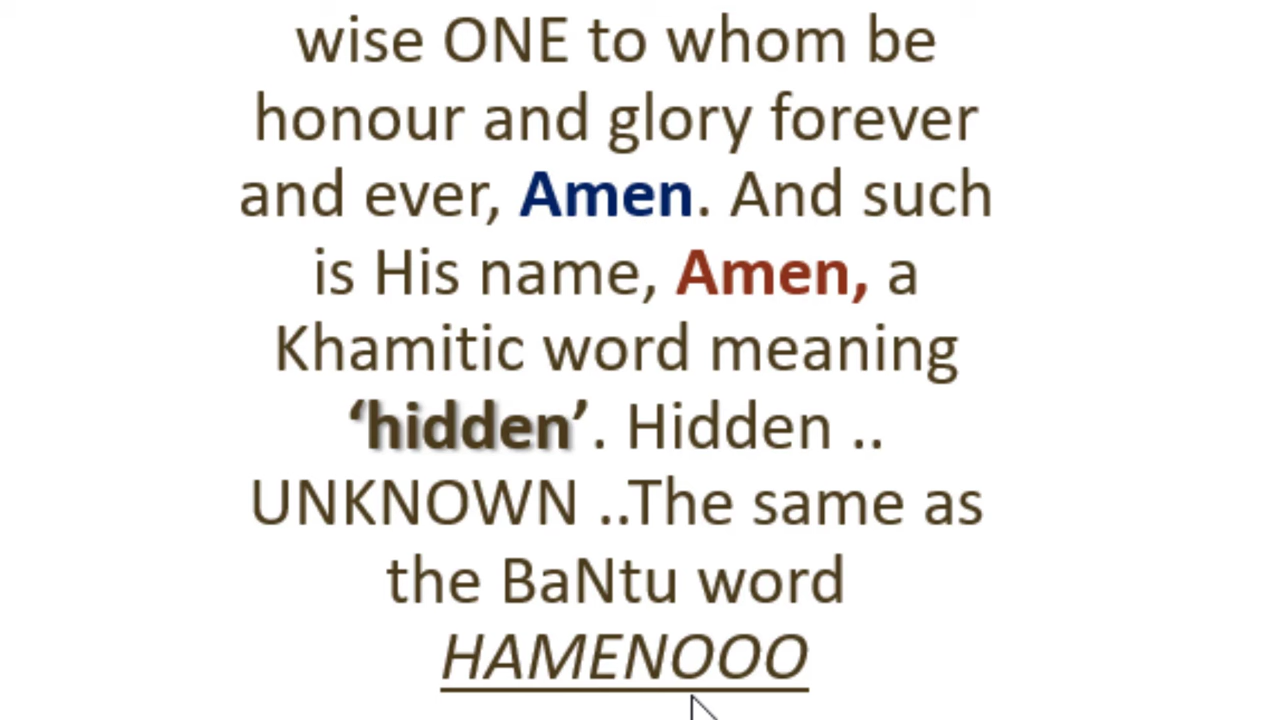 wise ONE to whom be
honour and glory forever
and ever, Amen. And such
is His name, Amen, a
Khamitic word meaning
‘hidden’. Hidden ..
UNKNOWN ..The same as
the BaNtu word
HAMENOOO